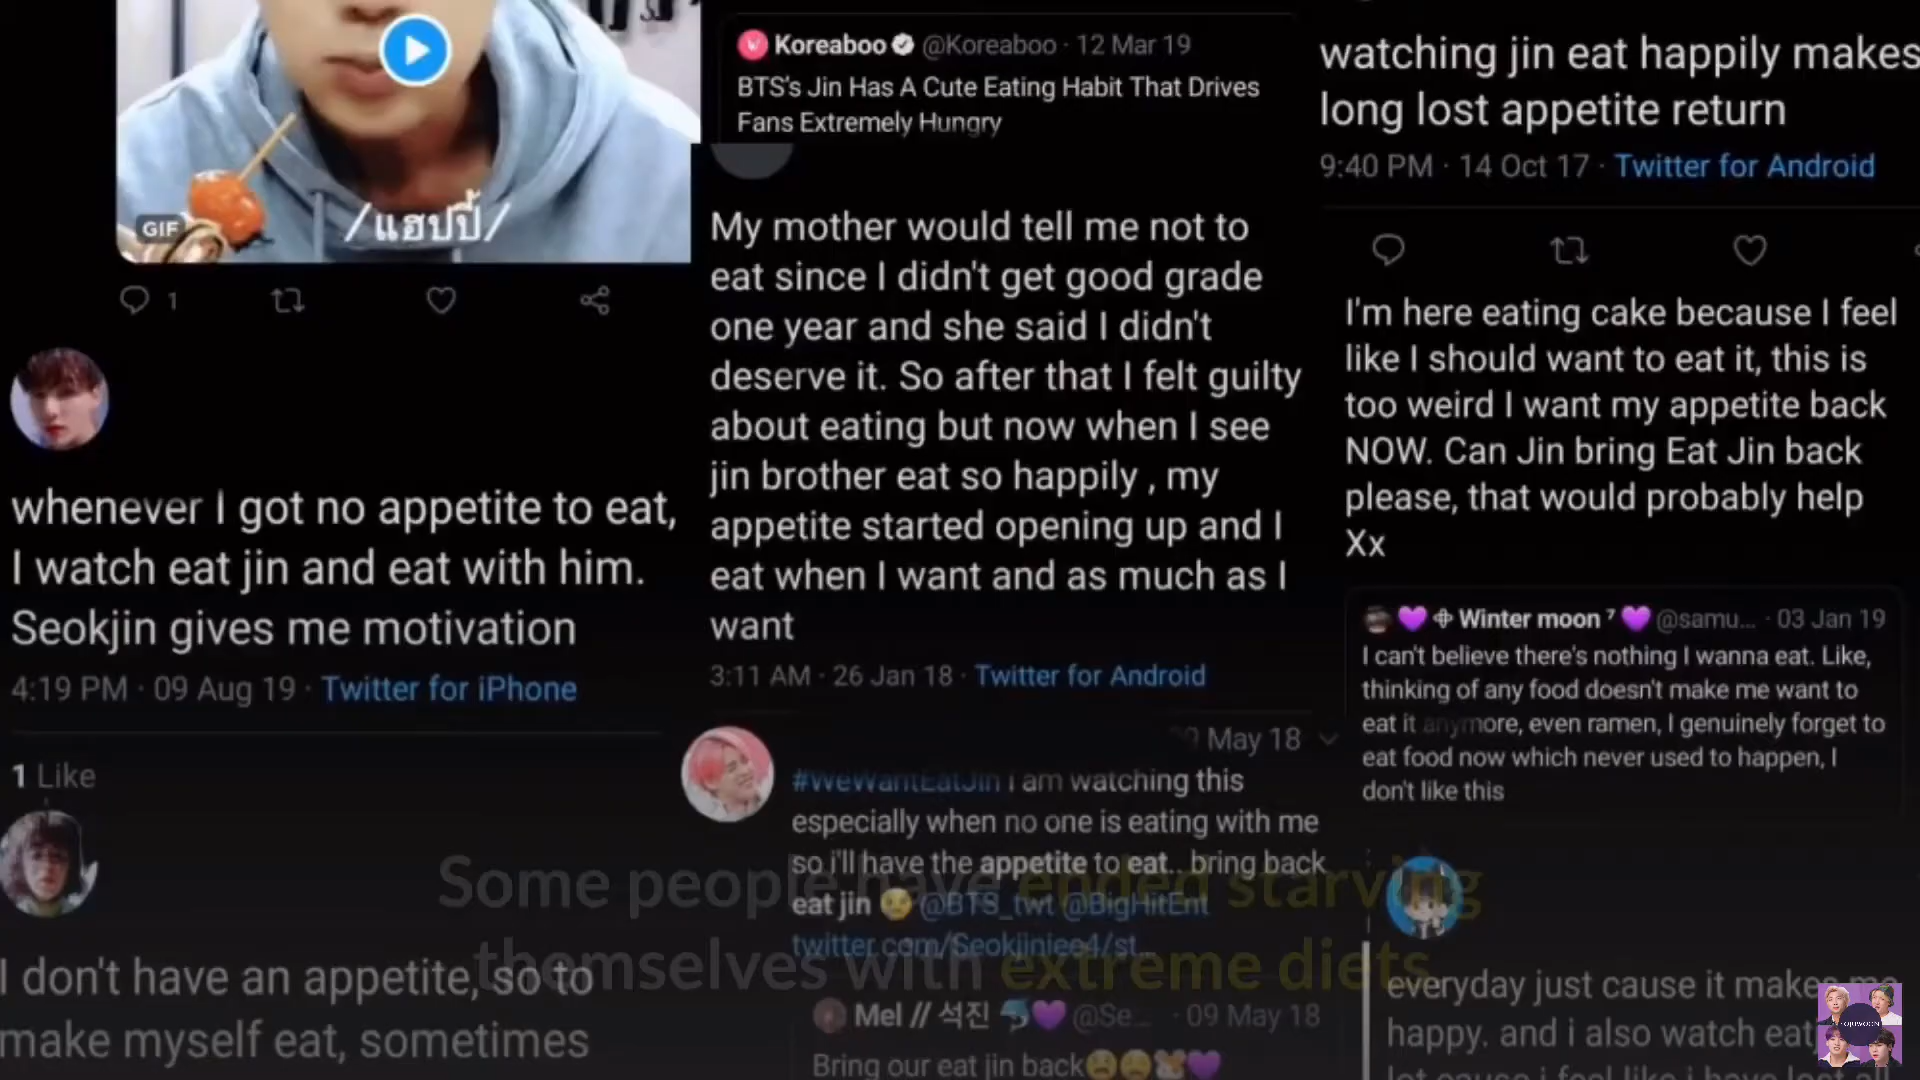 GIF
/แฮปปี้/
1
whenever I got no appetite to eat,
I watch eat jin and eat with him.
Seokjin gives me motivation
4:19 PM · 09 Aug 19 · Twitter for iPhone
1 Like
I don't have an appetite, so to
make myself eat, sometimes
Koreaboo @Koreaboo · 12 Mar 19
BTS's Jin Has A Cute Eating Habit That Drives
Fans Extremely Hungry
My mother would tell me not to
eat since I didn't get good grade
one year and she said I didn't
deserve it. So after that I felt guilty
about eating but now when I see
jin brother eat so happily , my
appetite started opening up and I
eat when I want and as much as I
want
3:11 AM · 26 Jan 18 · Twitter for Android
May 18
#WeWantEatJin i am watching this
especially when no one is eating with me
so i'll have the appetite to eat.. bring back
eat jin 😢 @BTS_twt @BigHitEnt
twitter.com/Seokjinjee4/st...
Mel // 석진 🐬💜 @Se... · 09 May 18
Bring our eat jin back😫😫🐹💜
watching jin eat happily makes
long lost appetite return
9:40 PM · 14 Oct 17 · Twitter for Android
I'm here eating cake because I feel
like I should want to eat it, this is
too weird I want my appetite back
NOW. Can Jin bring Eat Jin back
please, that would probably help
Xx
💜 Winter moon ⁷ 💜 @samu... · 03 Jan 19
I can't believe there's nothing I wanna eat. Like,
thinking of any food doesn't make me want to
eat it anymore, even ramen, I genuinely forget to
eat food now which never used to happen, I
don't like this
everyday just cause it makes me
happy. and i also watch eat
lot cause i feel like i have lost all
Some people have ended starving
themselves with extreme diets